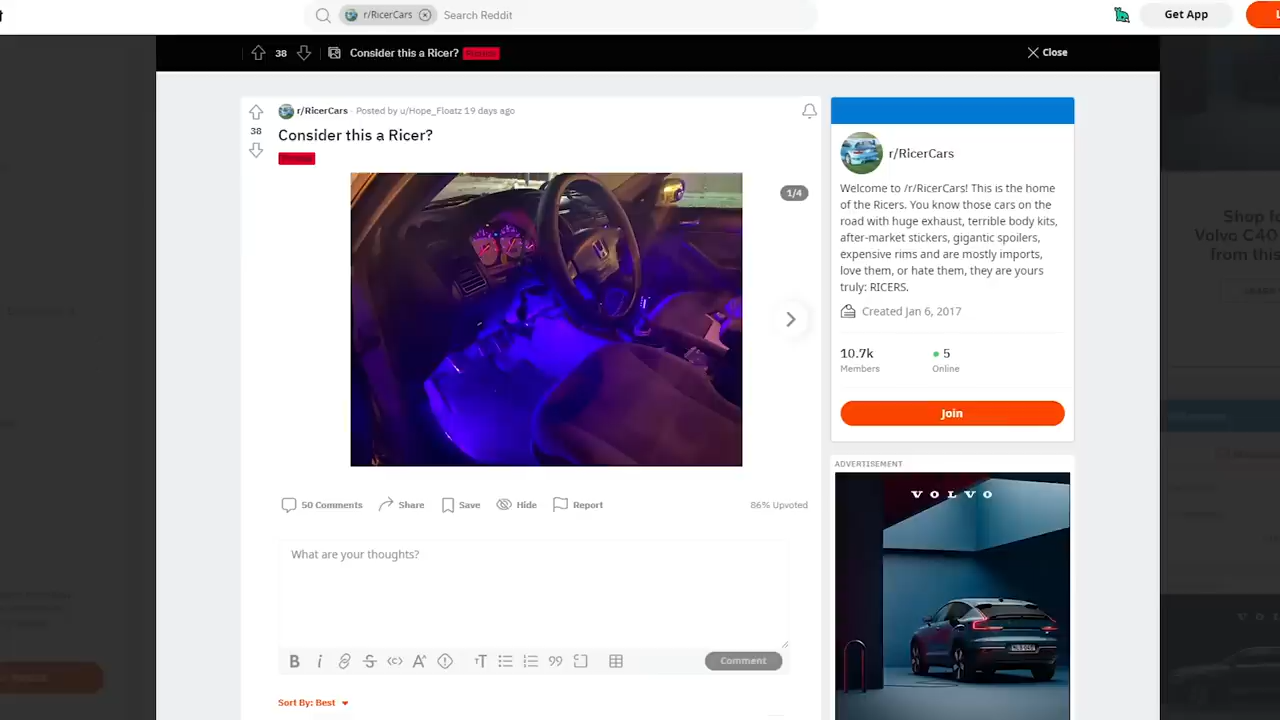 r/RicerCars
Search Reddit
Get App
38
Consider this a Ricer?
Close
r/RicerCars · Posted by u/Hope_Floatz 19 days ago
38
Consider this a Ricer?
1/4
50 Comments
Share
Save
Hide
Report
86% Upvoted
What are your thoughts?
Comment
Sort By: Best
r/RicerCars
Welcome to /r/RicerCars! This is the home
of the Ricers. You know those cars on the
road with huge exhaust, terrible body kits,
after-market stickers, gigantic spoilers,
expensive rims and are mostly imports,
love them, or hate them, they are yours
truly: RICERS.
Created Jan 6, 2017
10.7k
Members
5
Online
Join
ADVERTISEMENT
VOLVO
Shop
Volvo C40
from this